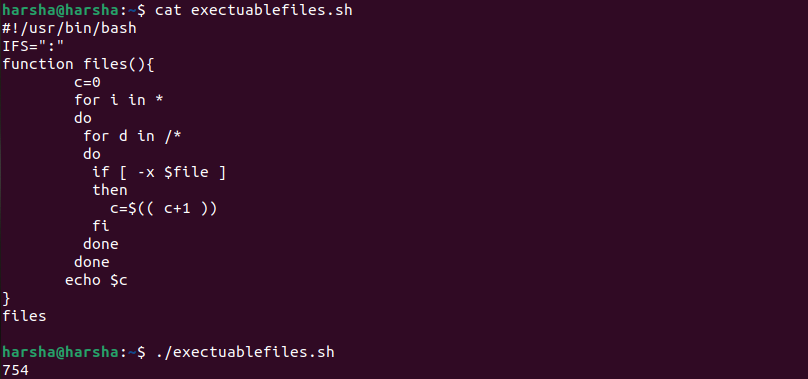 harsha@harsha:~$ cat exectuablefiles.sh
#!/usr/bin/bash
IFS=":"
function files(){
        c=0
        for i in *
        do
         for d in /*
         do
          if [ -x $file ]
          then
            c=$(( c+1 ))
          fi
         done
        done
       echo $c
}
files

harsha@harsha:~$ ./exectuablefiles.sh
754